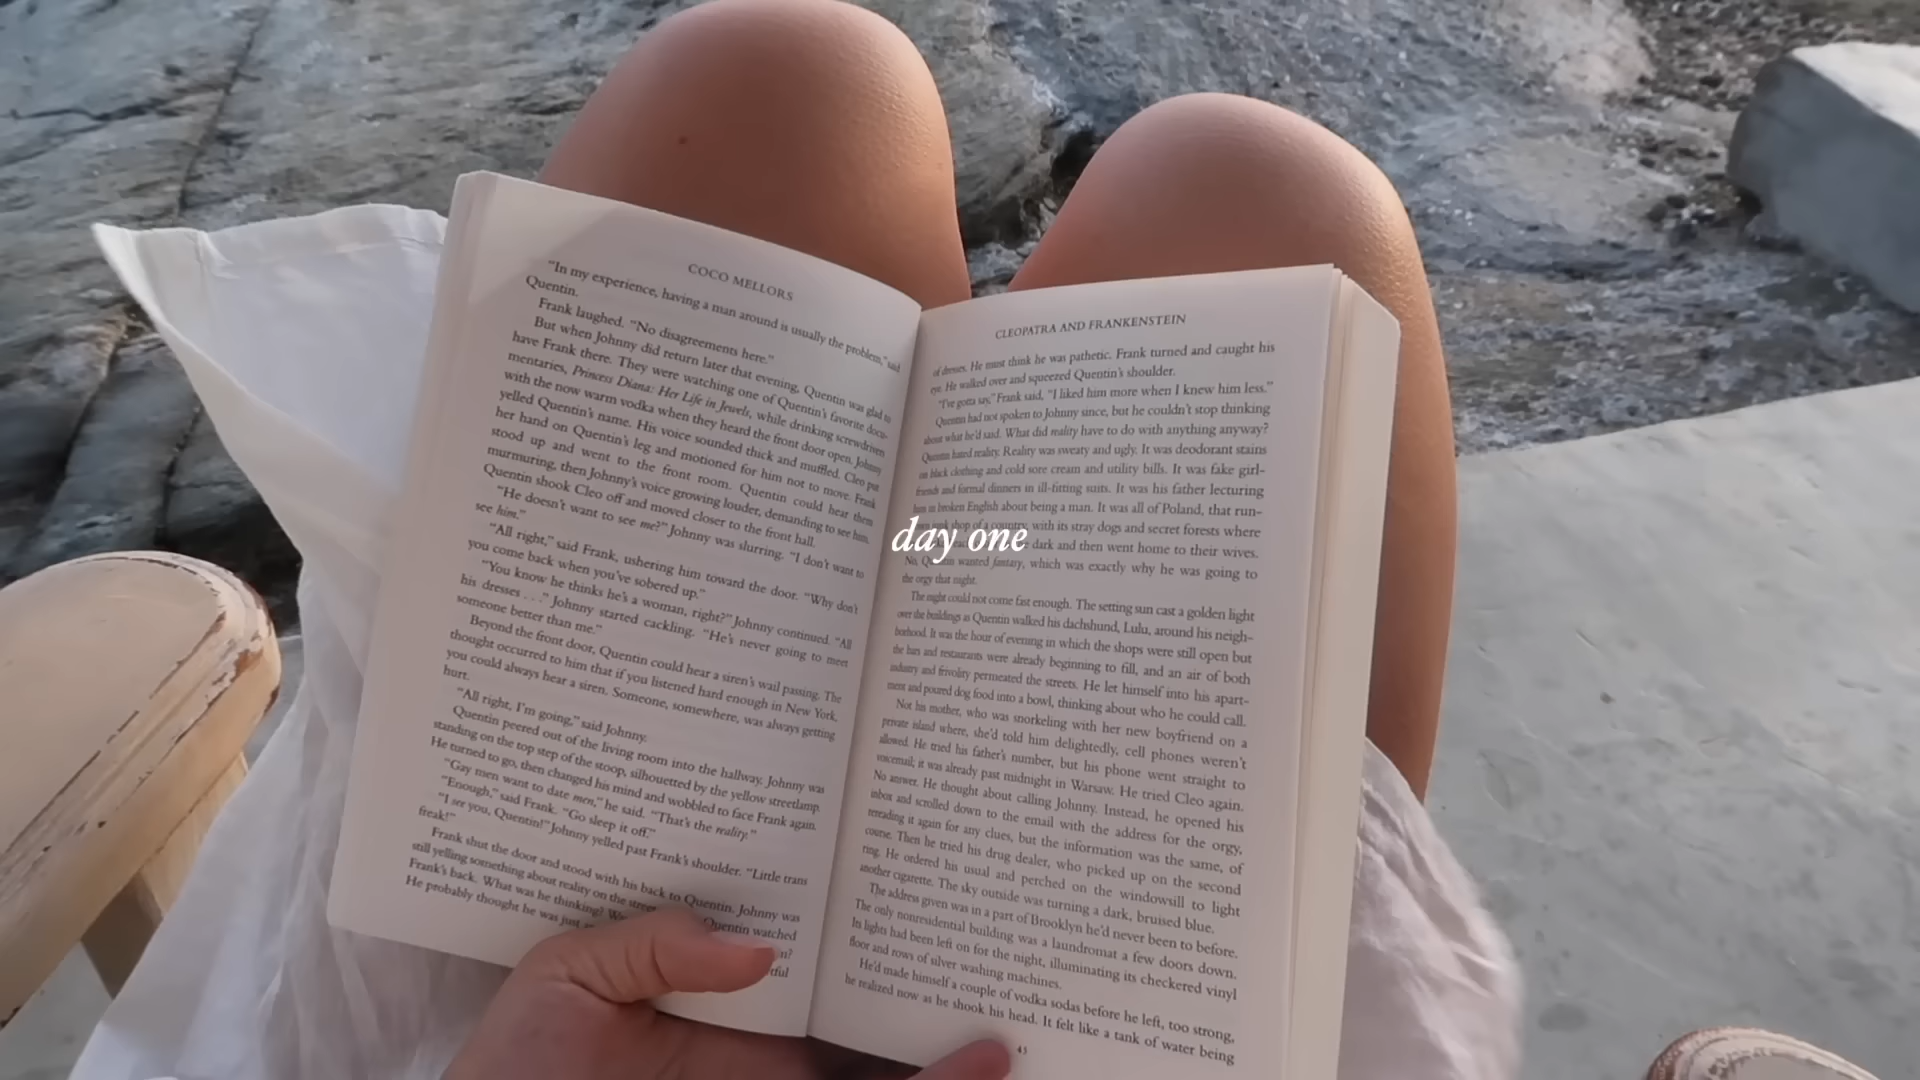 COCO MELLORS
“In my experience, having a man around is usually the problem,” said
Quentin.
Frank laughed. “No disagreements here.”
But when Johnny did return later that evening, Quentin was glad to
have Frank there. They were watching one of Quentin’s favorite docu-
mentaries, Princess Diana: Her Life in Jewels, while drinking screwdrivers
with the now warm vodka when they heard the front door open. Johnny
yelled Quentin’s name. His voice sounded thick and muffled. Cleo put
her hand on Quentin’s leg and motioned for him not to move. Frank
stood up and went to the front room. Quentin could hear them
murmuring, then Johnny’s voice growing louder, demanding to see him.
Quentin shook Cleo off and moved closer to the front hall.
“He doesn’t want to see me?” Johnny was slurring. “I don’t want to
see him.”
“All right,” said Frank, ushering him toward the door. “Why don’t
you come back when you’ve sobered up.”
“You know he thinks he’s a woman, right?” Johnny continued. “All
his dresses . . .” Johnny started cackling. “He’s never going to meet
someone better than me.”
Beyond the front door, Quentin could hear a siren’s wail passing. The
thought occurred to him that if you listened hard enough in New York,
you could always hear a siren. Someone, somewhere, was always getting
hurt.
“All right, I’m going,” said Johnny.
Quentin peered out of the living room into the hallway. Johnny was
standing on the top step of the stoop, silhouetted by the yellow streetlamp.
He turned to go, then changed his mind and wobbled to face Frank again.
“Gay men want to date men,” he said. “That’s the reality.”
“Enough,” said Frank. “Go sleep it off.”
“I see you, Quentin!” Johnny yelled past Frank’s shoulder. “Little trans
freak!”
Frank shut the door and stood with his back to Quentin. Johnny was
still yelling something about reality on the Quentin watched
Frank’s back. What was he thinking?
He probably thought he was just
CLEOPATRA AND FRANKENSTEIN
of dresses. He must think he was pathetic. Frank turned and caught his
eye. He walked over and squeezed Quentin’s shoulder.
“I’ve gotta say,” Frank said, “I liked him more when I knew him less.”
Quentin had not spoken to Johnny since, but he couldn’t stop thinking
about what he’d said. What did reality have to do with anything anyway?
Quentin hated reality. Reality was sweaty and ugly. It was deodorant stains
on black clothing and cold sore cream and utility bills. It was fake girl-
friends and formal dinners in ill-fitting suits. It was his father lecturing
him in broken English about being a man. It was all of Poland, that run-
shop of a country, with its stray dogs and secret forests where
dark and then went home to their wives.
No, Quentin wanted fantasy, which was exactly why he was going to
the orgy that night.
The night could not come fast enough. The setting sun cast a golden light
over the buildings as Quentin walked his dachshund, Lulu, around his neigh-
borhood. It was the hour of evening in which the shops were still open but
the bars and restaurants were already beginning to fill, and an air of both
industry and frivolity permeated the streets. He let himself into his apart-
ment and poured dog food into a bowl, thinking about who he could call.
Not his mother, who was snorkeling with her new boyfriend on a
private island where, she’d told him delightedly, cell phones weren’t
allowed. He tried his father’s number, but his phone went straight to
voicemail; it was already past midnight in Warsaw. He tried Cleo again.
No answer. He thought about calling Johnny. Instead, he opened his
inbox and scrolled down to the email with the address for the orgy,
rereading it again for any clues, but the information was the same, of
course. Then he tried his drug dealer, who picked up on the second
ring. He ordered his usual and perched on the windowsill to light
another cigarette. The sky outside was turning a dark, bruised blue.
The address given was in a part of Brooklyn he’d never been to before.
The only nonresidential building was a laundromat a few doors down.
Its lights had been left on for the night, illuminating its checkered vinyl
floor and rows of silver washing machines.
He’d made himself a couple of vodka sodas before he left, too strong,
he realized now as he shook his head. It felt like a tank of water being
43
day one